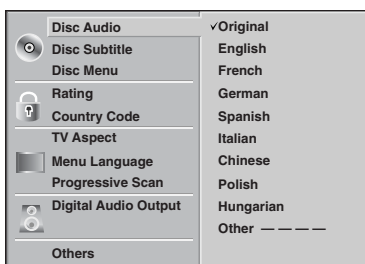 Disc Audio
Disc Subtitle
Disc Menu
Rating
Country Code
TV Aspect
Menu Language
Progressive Scan
Digital Audio Output
Others
✓Original
English
French
German
Spanish
Italian
Chinese
Polish
Hungarian
Other — — — —